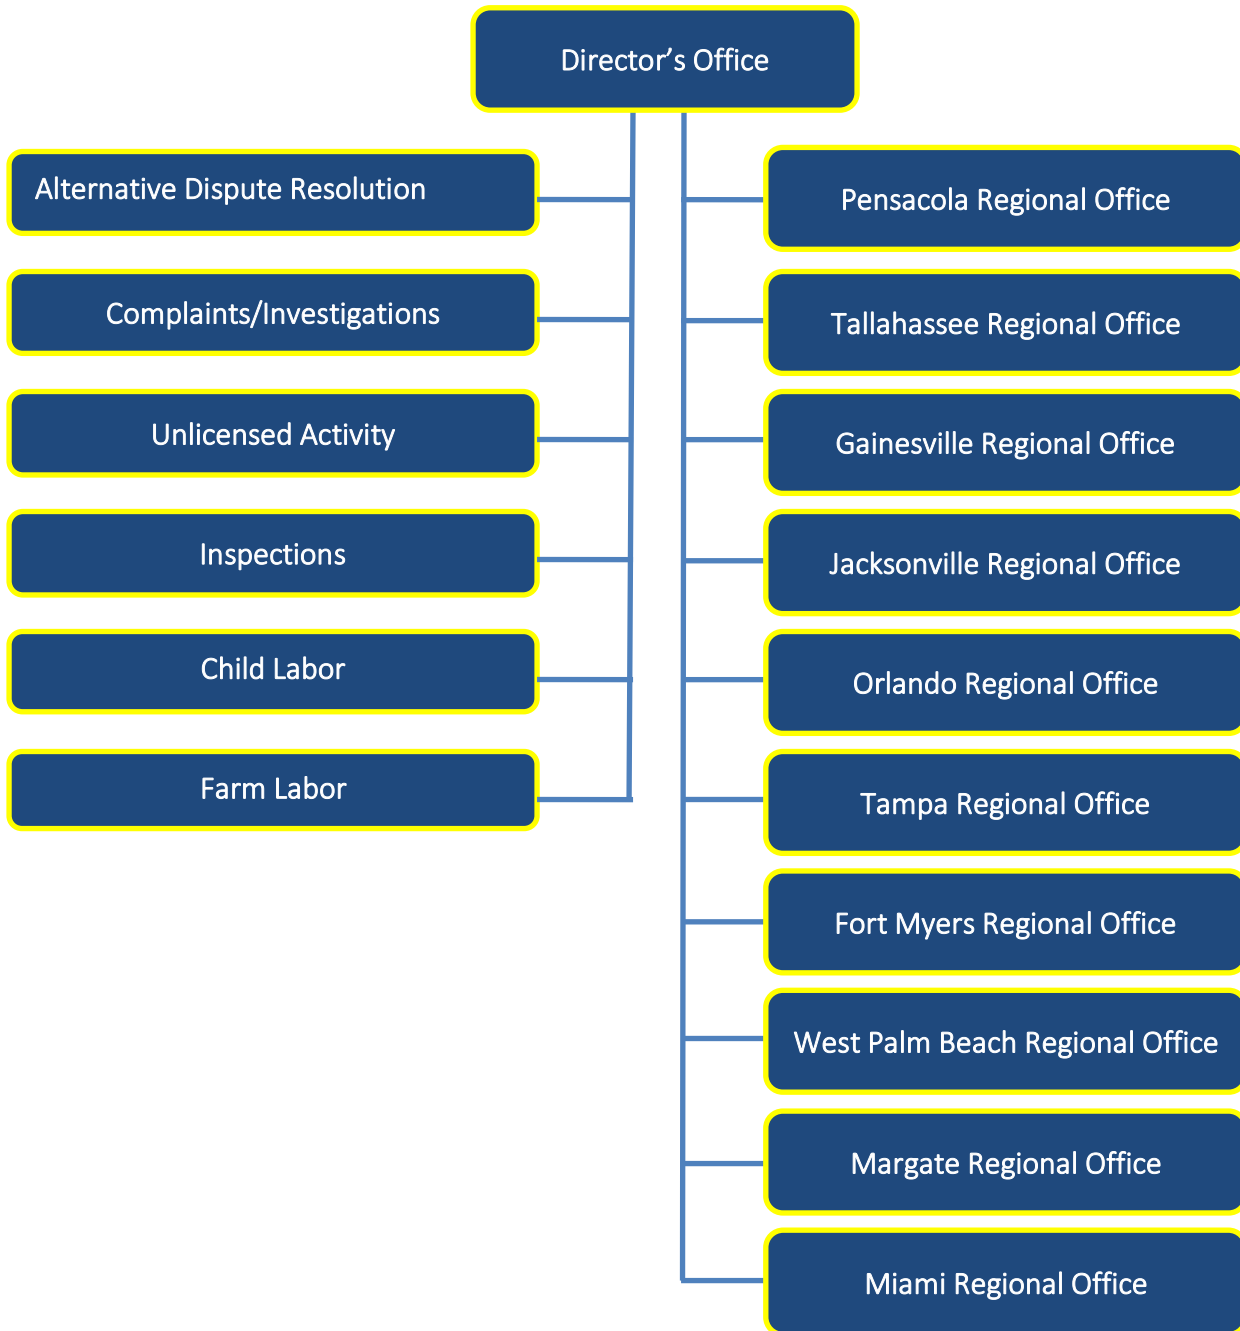 Director’s Office
Alternative Dispute Resolution
Complaints/Investigations
Unlicensed Activity
Inspections
Child Labor
Farm Labor
Pensacola Regional Office
Tallahassee Regional Office
Gainesville Regional Office
Jacksonville Regional Office
Orlando Regional Office
Tampa Regional Office
Fort Myers Regional Office
West Palm Beach Regional Office
Margate Regional Office
Miami Regional Office